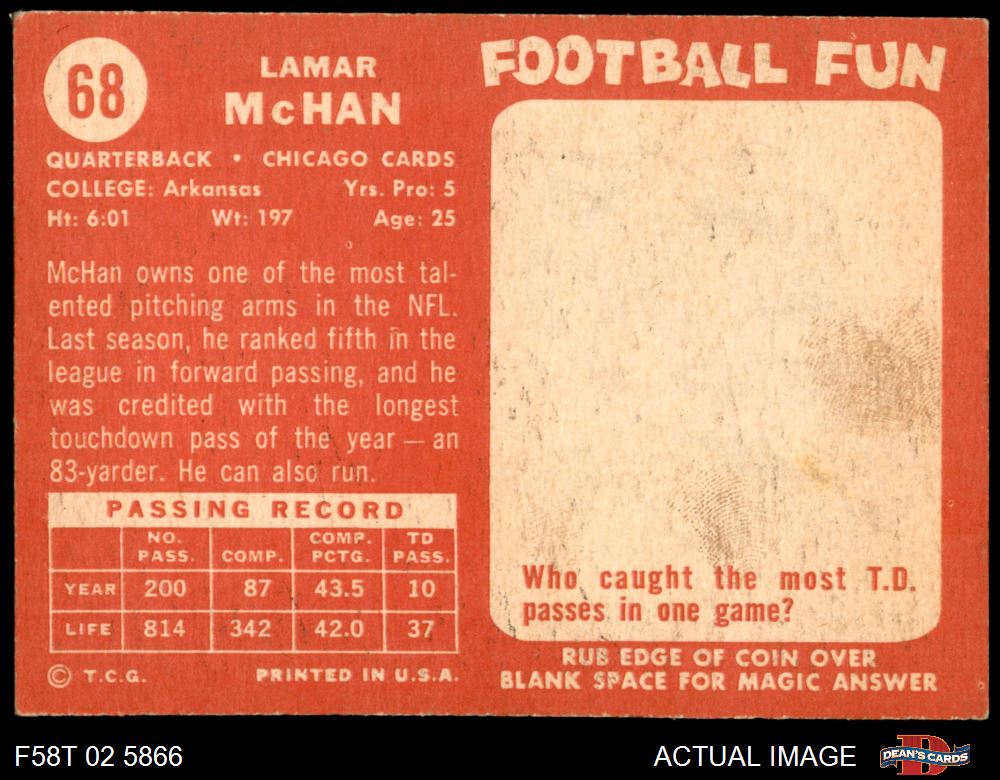 68
LAMAR
McHAN
QUARTERBACK • CHICAGO CARDS
COLLEGE: Arkansas Yrs. Pro: 5
Ht: 6:01 Wt: 197 Age: 25
McHan owns one of the most tal-
ented pitching arms in the NFL.
Last season, he ranked fifth in the
league in forward passing, and he
was credited with the longest
touchdown pass of the year — an
83-yarder. He can also run.
PASSING RECORD
NO. PASS. COMP. COMP. PCTG. TD PASS.
YEAR 200 87 43.5 10
LIFE 814 342 42.0 37
© T.C.G. PRINTED IN U.S.A.
FOOTBALL FUN
Who caught the most T.D.
passes in one game?
RUB EDGE OF COIN OVER
BLANK SPACE FOR MAGIC ANSWER
F58T 02 5866
ACTUAL IMAGE
DEAN'S CARDS